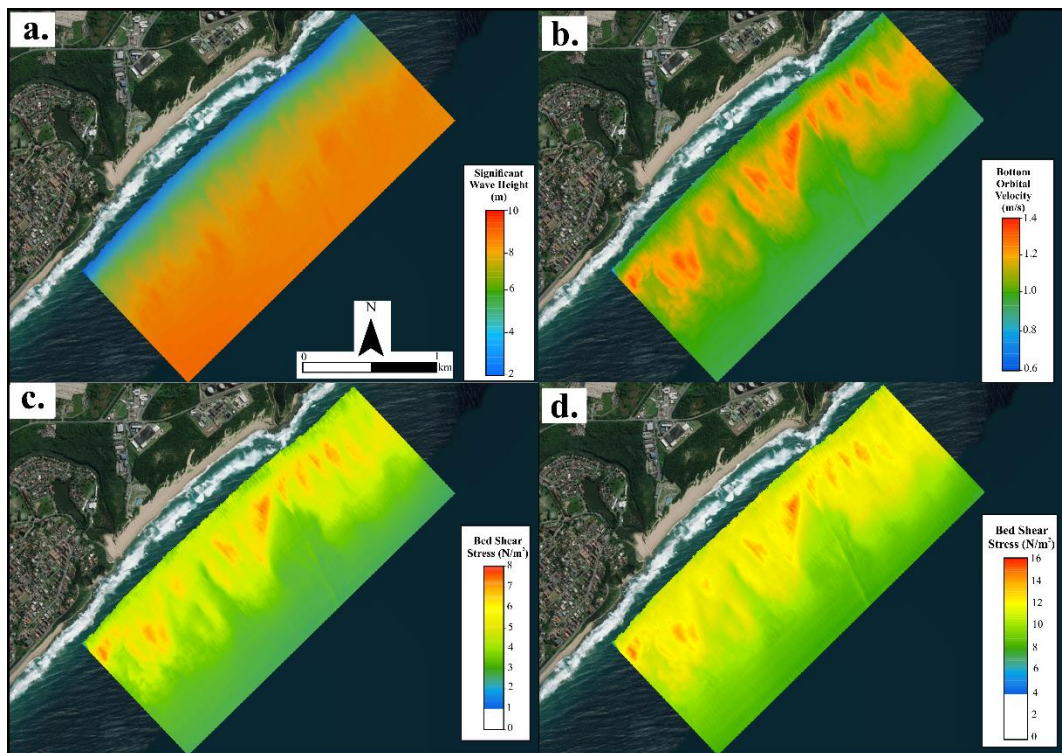 a.
Significant
Wave Height
(m)
10
8
6
4
2
N
0
1
km
b.
Bottom
Orbital
Velocity
(m/s)
1.4
1.2
1.0
0.8
0.6
c.
Bed Shear
Stress (N/m²)
8
7
6
5
4
3
2
1
0
d.
Bed Shear
Stress (N/m²)
16
14
12
10
8
6
4
2
0